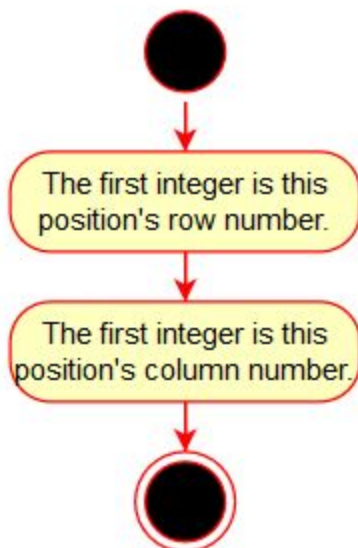 The first integer is this
position's row number.
The first integer is this
position's column number.